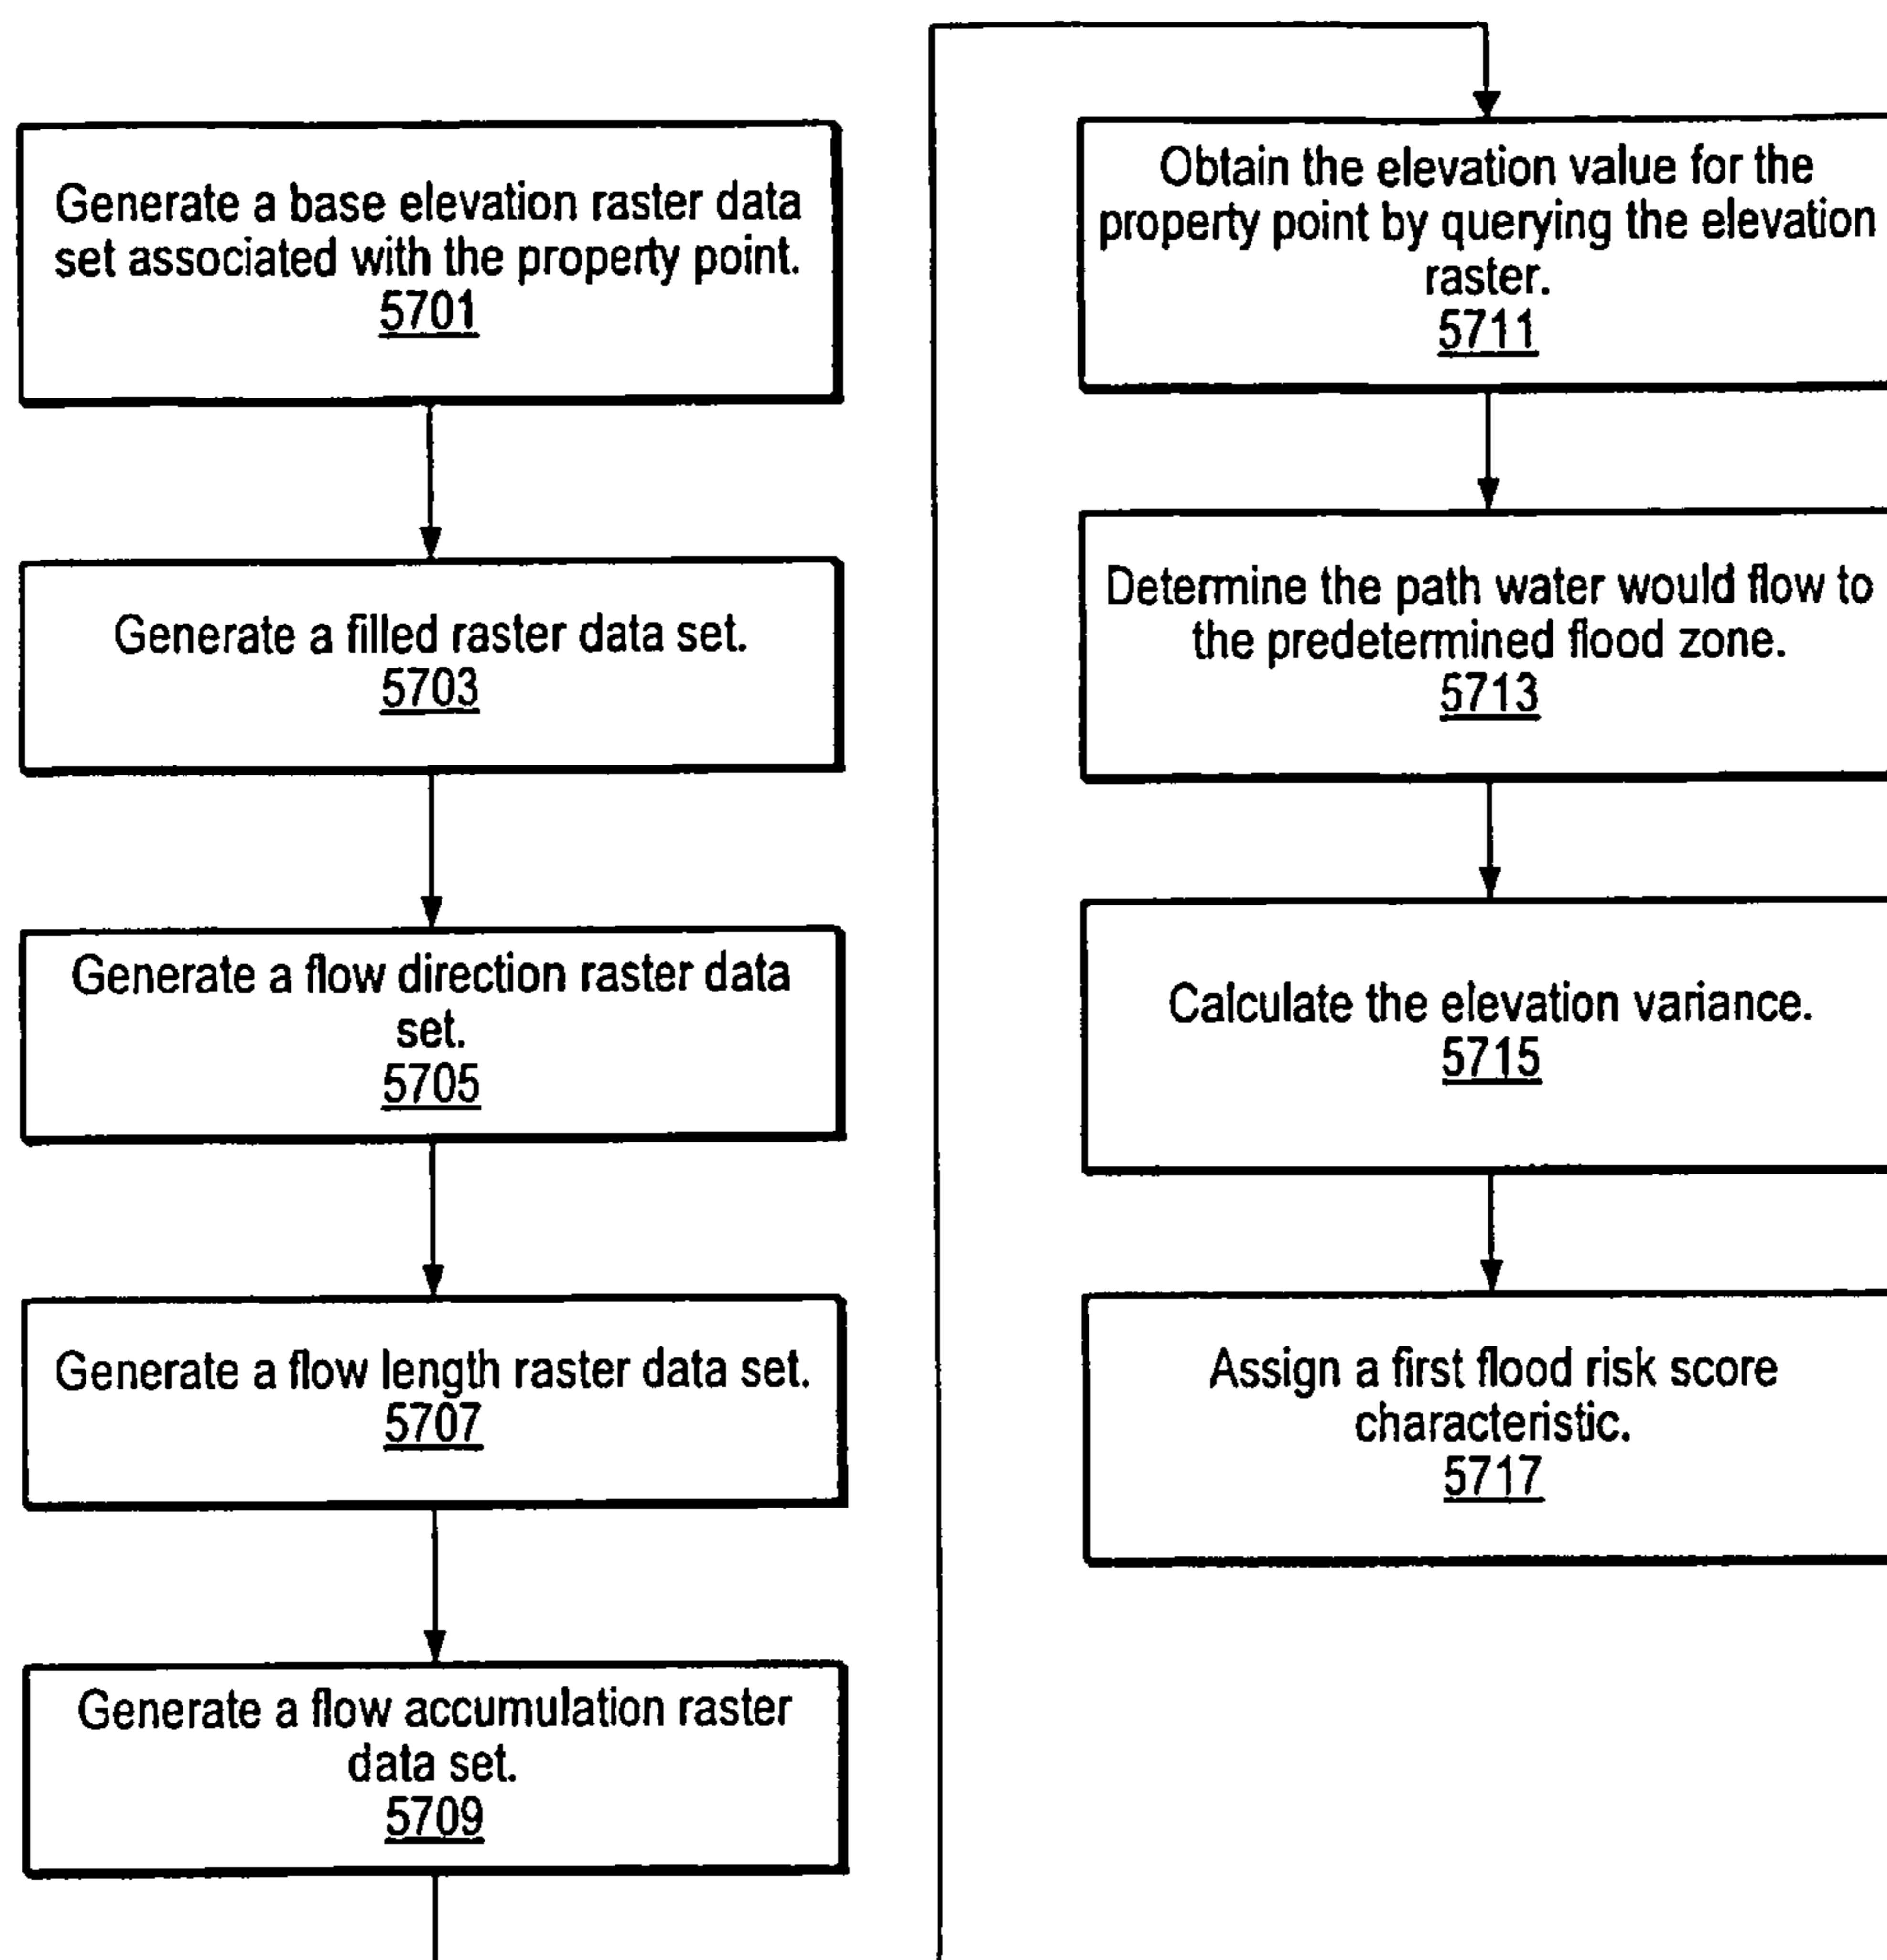 Generate a base elevation raster data
set associated with the property point.
5701
Generate a filled raster data set.
5703
Generate a flow direction raster data
set.
5705
Generate a flow length raster data set.
5707
Generate a flow accumulation raster
data set.
5709
Obtain the elevation value for the
property point by querying the elevation
raster.
5711
Determine the path water would flow to
the predetermined flood zone.
5713
Calculate the elevation variance.
5715
Assign a first flood risk score
characteristic.
5717